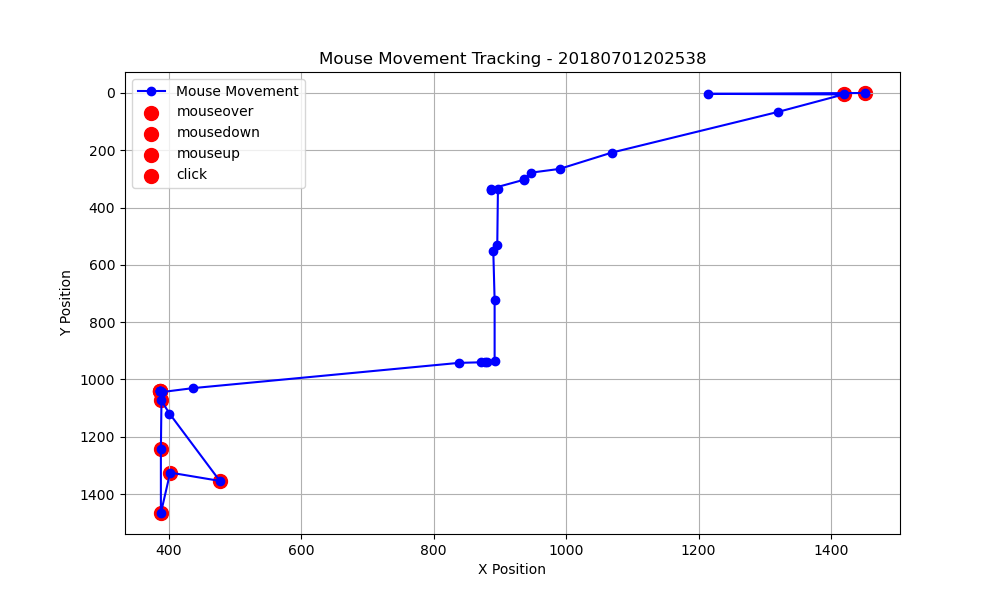 Mouse Movement Tracking - 20180701202538
Mouse Movement
mouseover
mousedown
mouseup
click
0
200
400
600
800
1000
1200
1400
Y Position
400
600
800
1000
1200
1400
X Position